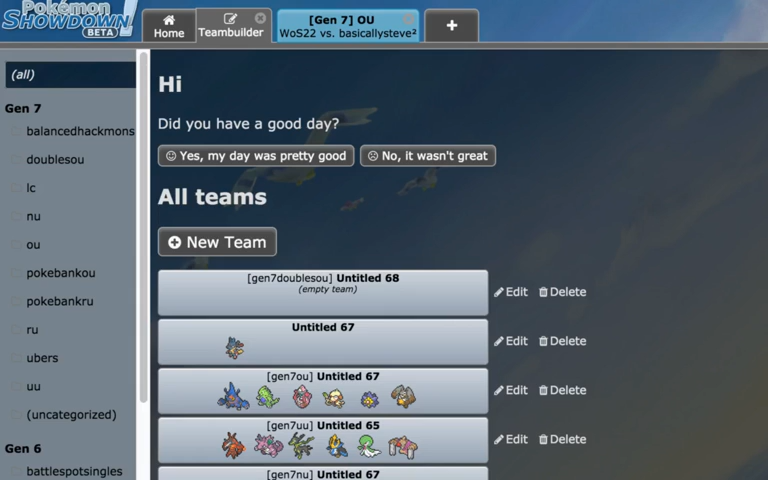 Pokémon
SHOWDOWN!
BETA
Home
Teambuilder
[Gen 7] OU
WoS22 vs. basicallysteve²
+
(all)
Gen 7
balancedhackmons
doublesou
lc
nu
ou
pokebankou
pokebankru
ru
ubers
uu
(uncategorized)
Gen 6
battlespotsingles
Hi
Did you have a good day?
Yes, my day was pretty good
No, it wasn't great
All teams
New Team
[gen7doublesou] Untitled 68
(empty team)
Edit Delete
Untitled 67
Edit Delete
[gen7ou] Untitled 67
Edit Delete
[gen7uu] Untitled 65
Edit Delete
[gen7nu] Untitled 67